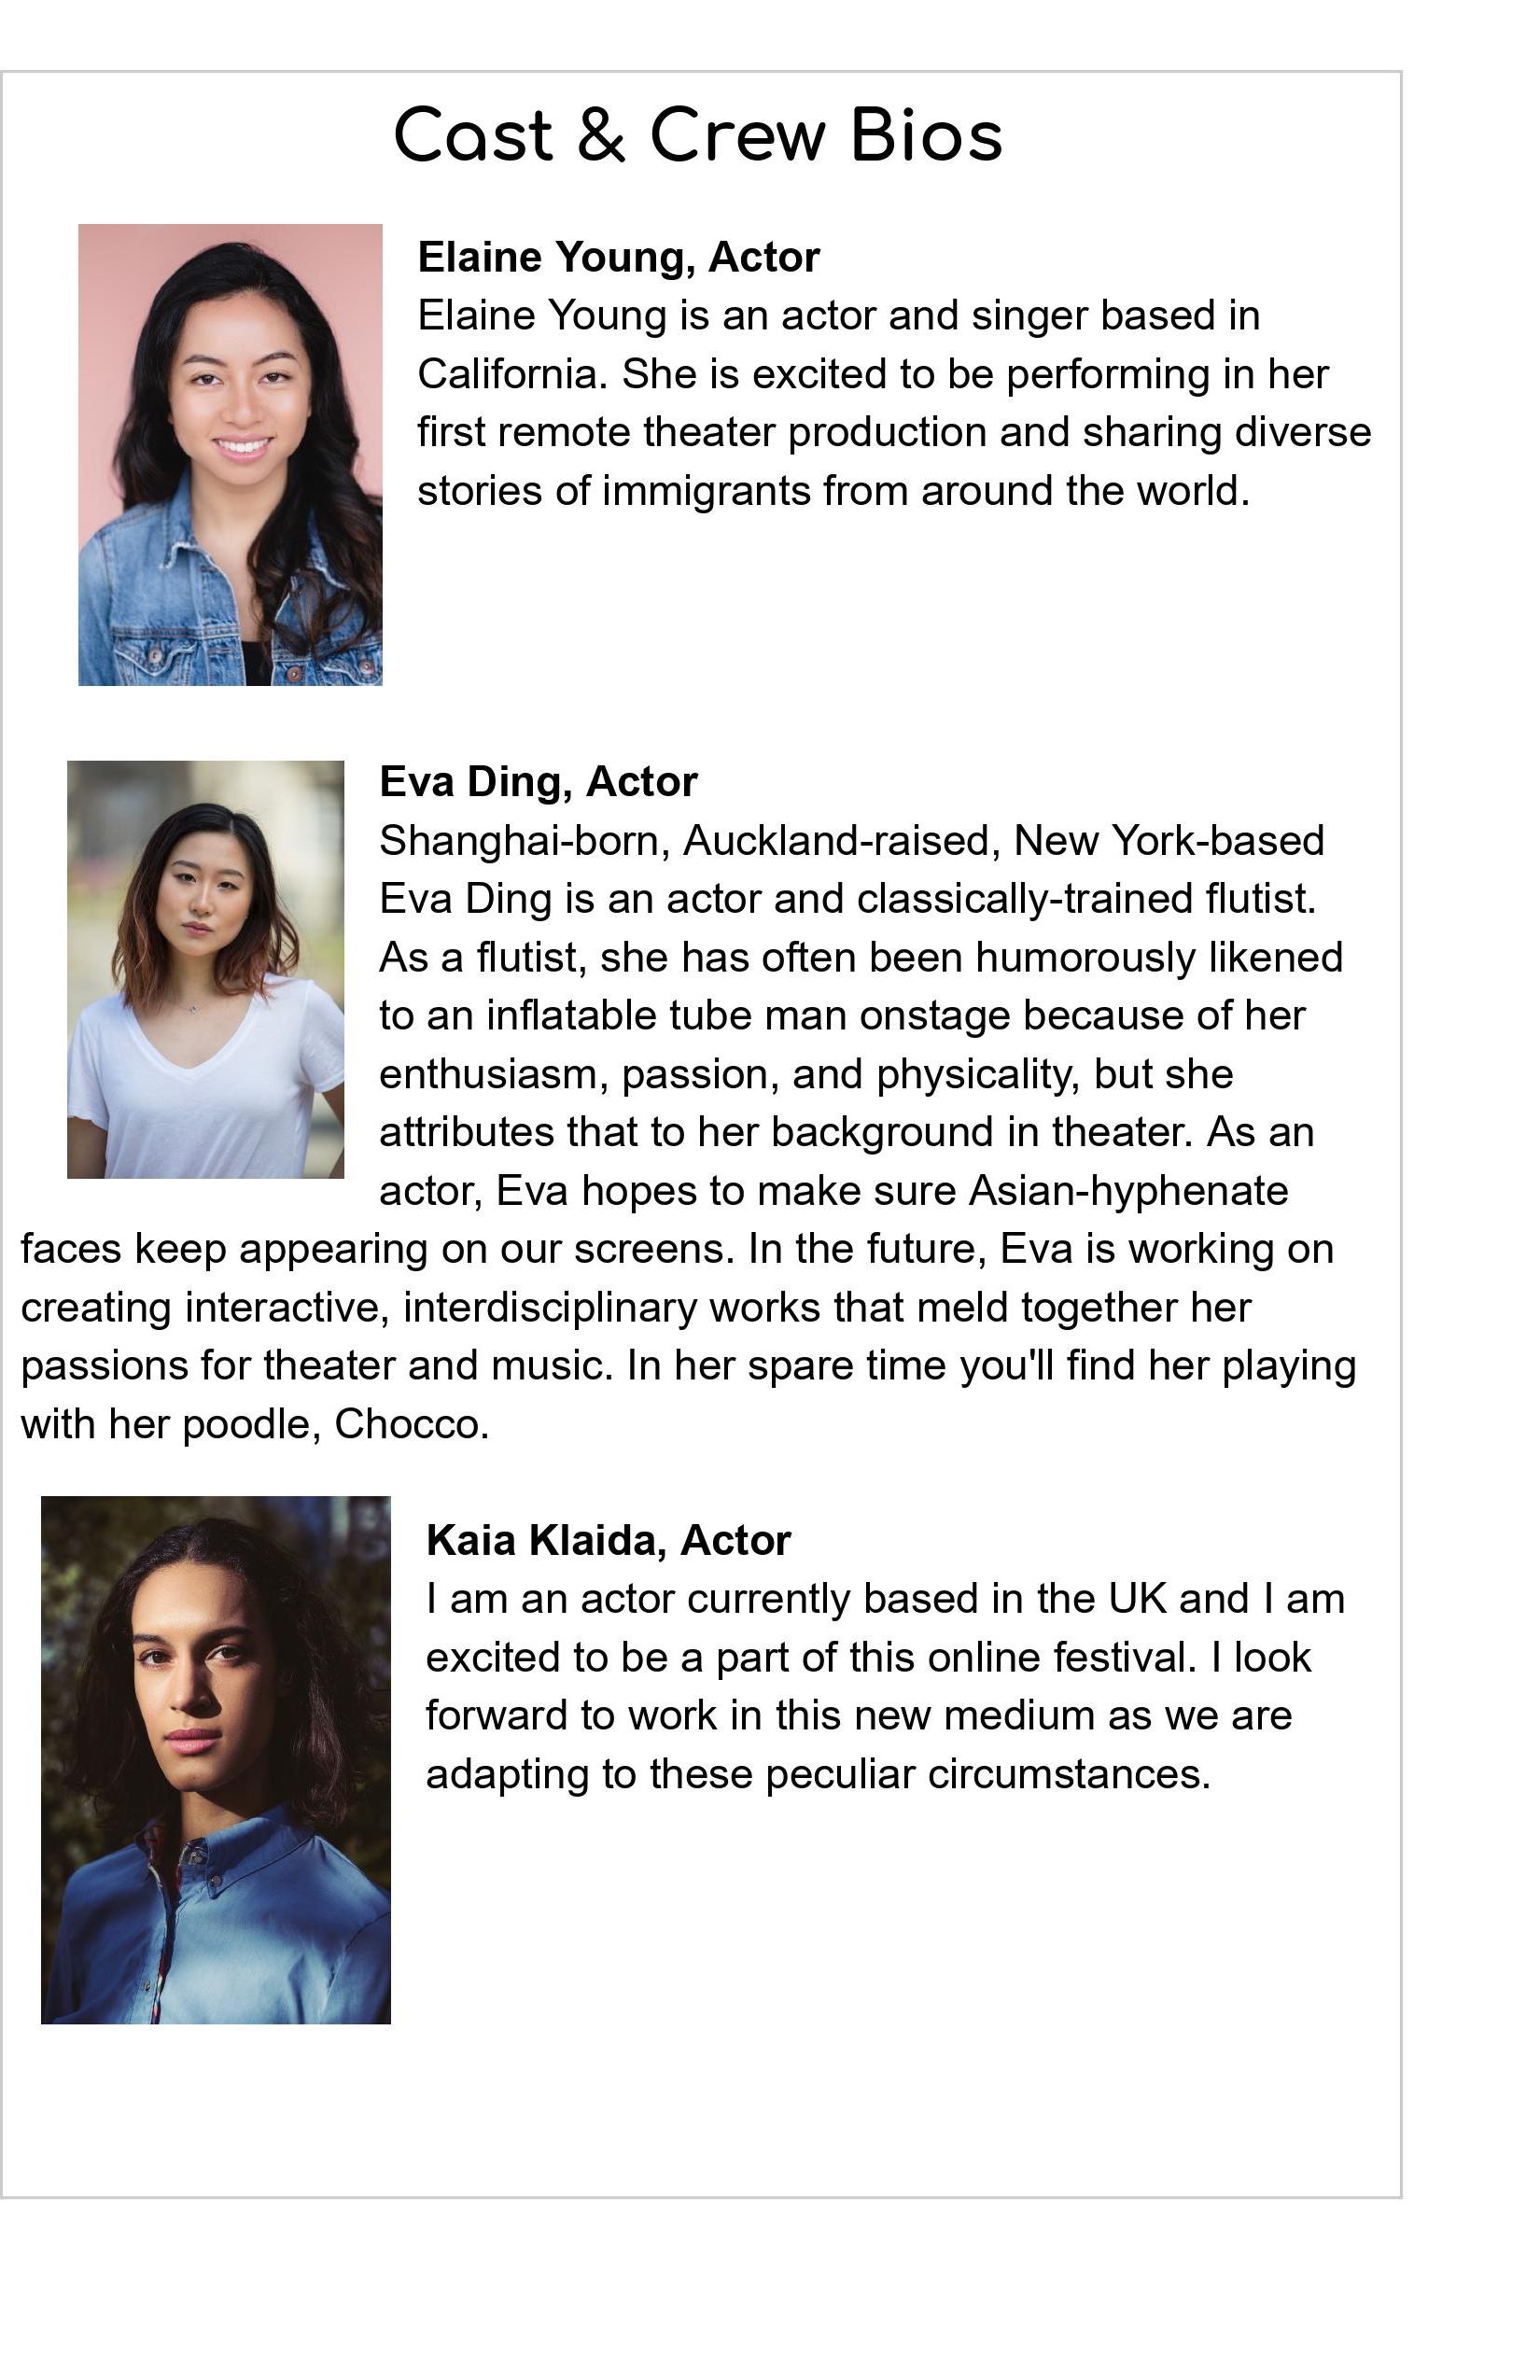 Cast & Crew Bios
Elaine Young, Actor
Elaine Young is an actor and singer based in
California. She is excited to be performing in her
first remote theater production and sharing diverse
stories of immigrants from around the world.
Eva Ding, Actor
Shanghai-born, Auckland-raised, New York-based
Eva Ding is an actor and classically-trained flutist.
As a flutist, she has often been humorously likened
to an inflatable tube man onstage because of her
enthusiasm, passion, and physicality, but she
attributes that to her background in theater. As an
actor, Eva hopes to make sure Asian-hyphenate
faces keep appearing on our screens. In the future, Eva is working on
creating interactive, interdisciplinary works that meld together her
passions for theater and music. In her spare time you'll find her playing
with her poodle, Chocco.
Kaia Klaida, Actor
I am an actor currently based in the UK and I am
excited to be a part of this online festival. I look
forward to work in this new medium as we are
adapting to these peculiar circumstances.